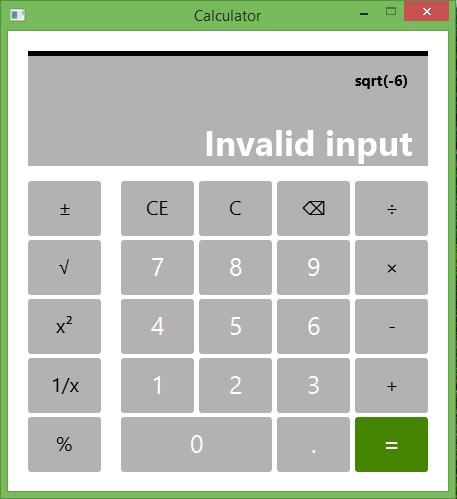 Calculator
sqrt(-6)
Invalid input
± CE C ⌫ ÷
√ 7 8 9 ×
x² 4 5 6 -
1/x 1 2 3 +
% 0 . =